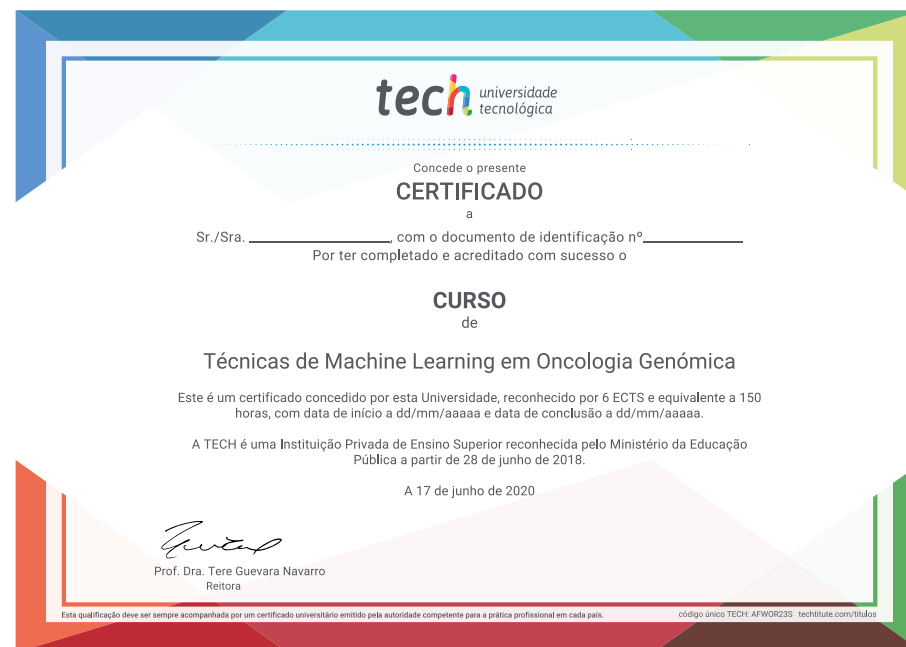 tech universidade
tecnológica
Concede o presente
CERTIFICADO
a
Sr./Sra. ____________________, com o documento de identificação nº______________
Por ter completado e acreditado com sucesso o
CURSO
de
Técnicas de Machine Learning em Oncologia Genómica
Este é um certificado concedido por esta Universidade, reconhecido por 6 ECTS e equivalente a 150
horas, com data de início a dd/mm/aaaaa e data de conclusão a dd/mm/aaaaa.
A TECH é uma Instituição Privada de Ensino Superior reconhecida pelo Ministério da Educação
Pública a partir de 28 de junho de 2018.
A 17 de junho de 2020
Prof. Dra. Tere Guevara Navarro
Reitora
Esta qualificação deve ser sempre acompanhada por um certificado universitário emitido pela autoridade competente para a prática profissional em cada país.
código único TECH: AFWOR23S techtitute.com/titulos